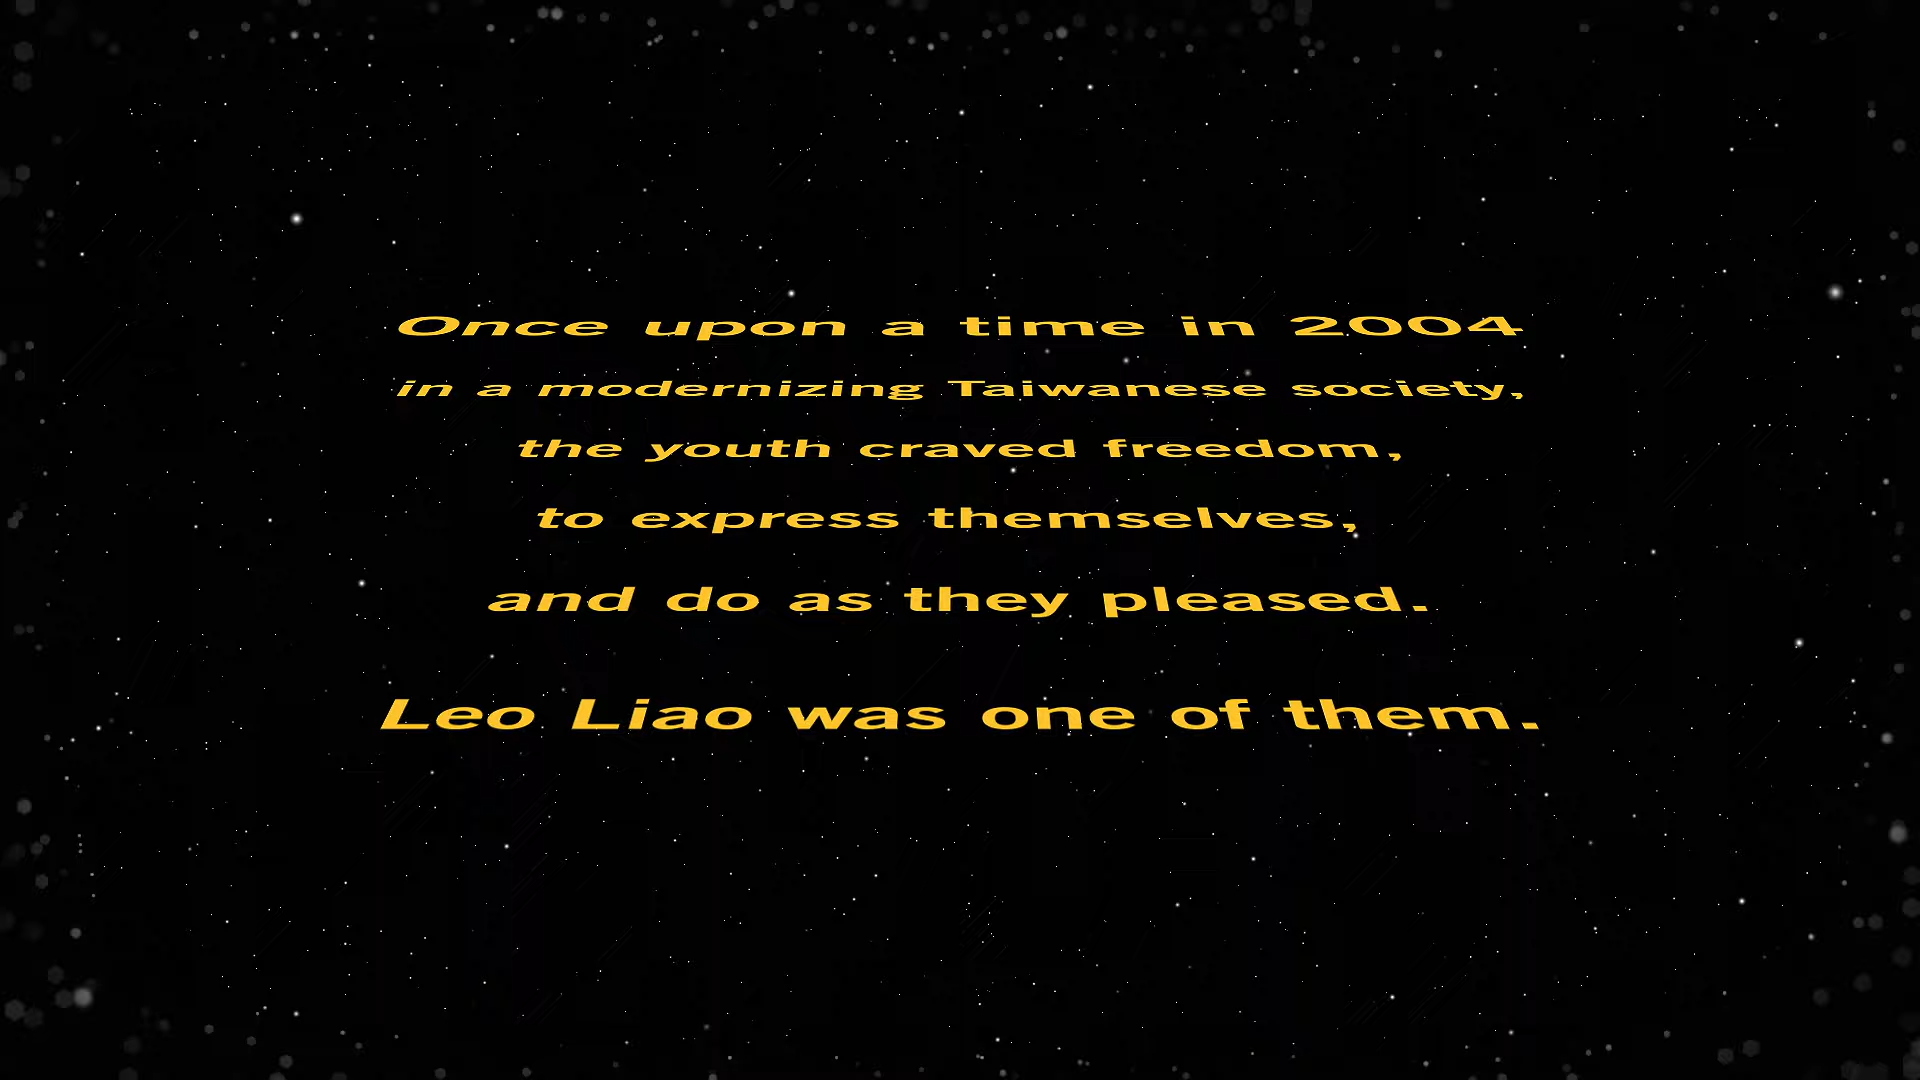 Once upon a time in 2004
in a modernizing Taiwanese society,
the youth craved freedom,
to express themselves,
and do as they pleased.
Leo Liao was one of them.